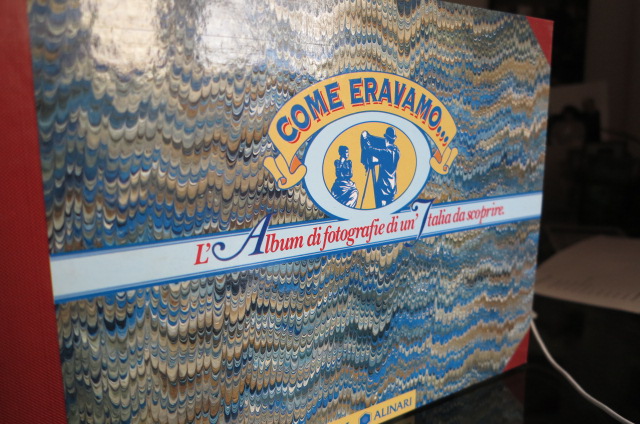 COME ERAVAMO...
L'Album di fotografie di un'Italia da scoprire.
ALINARI